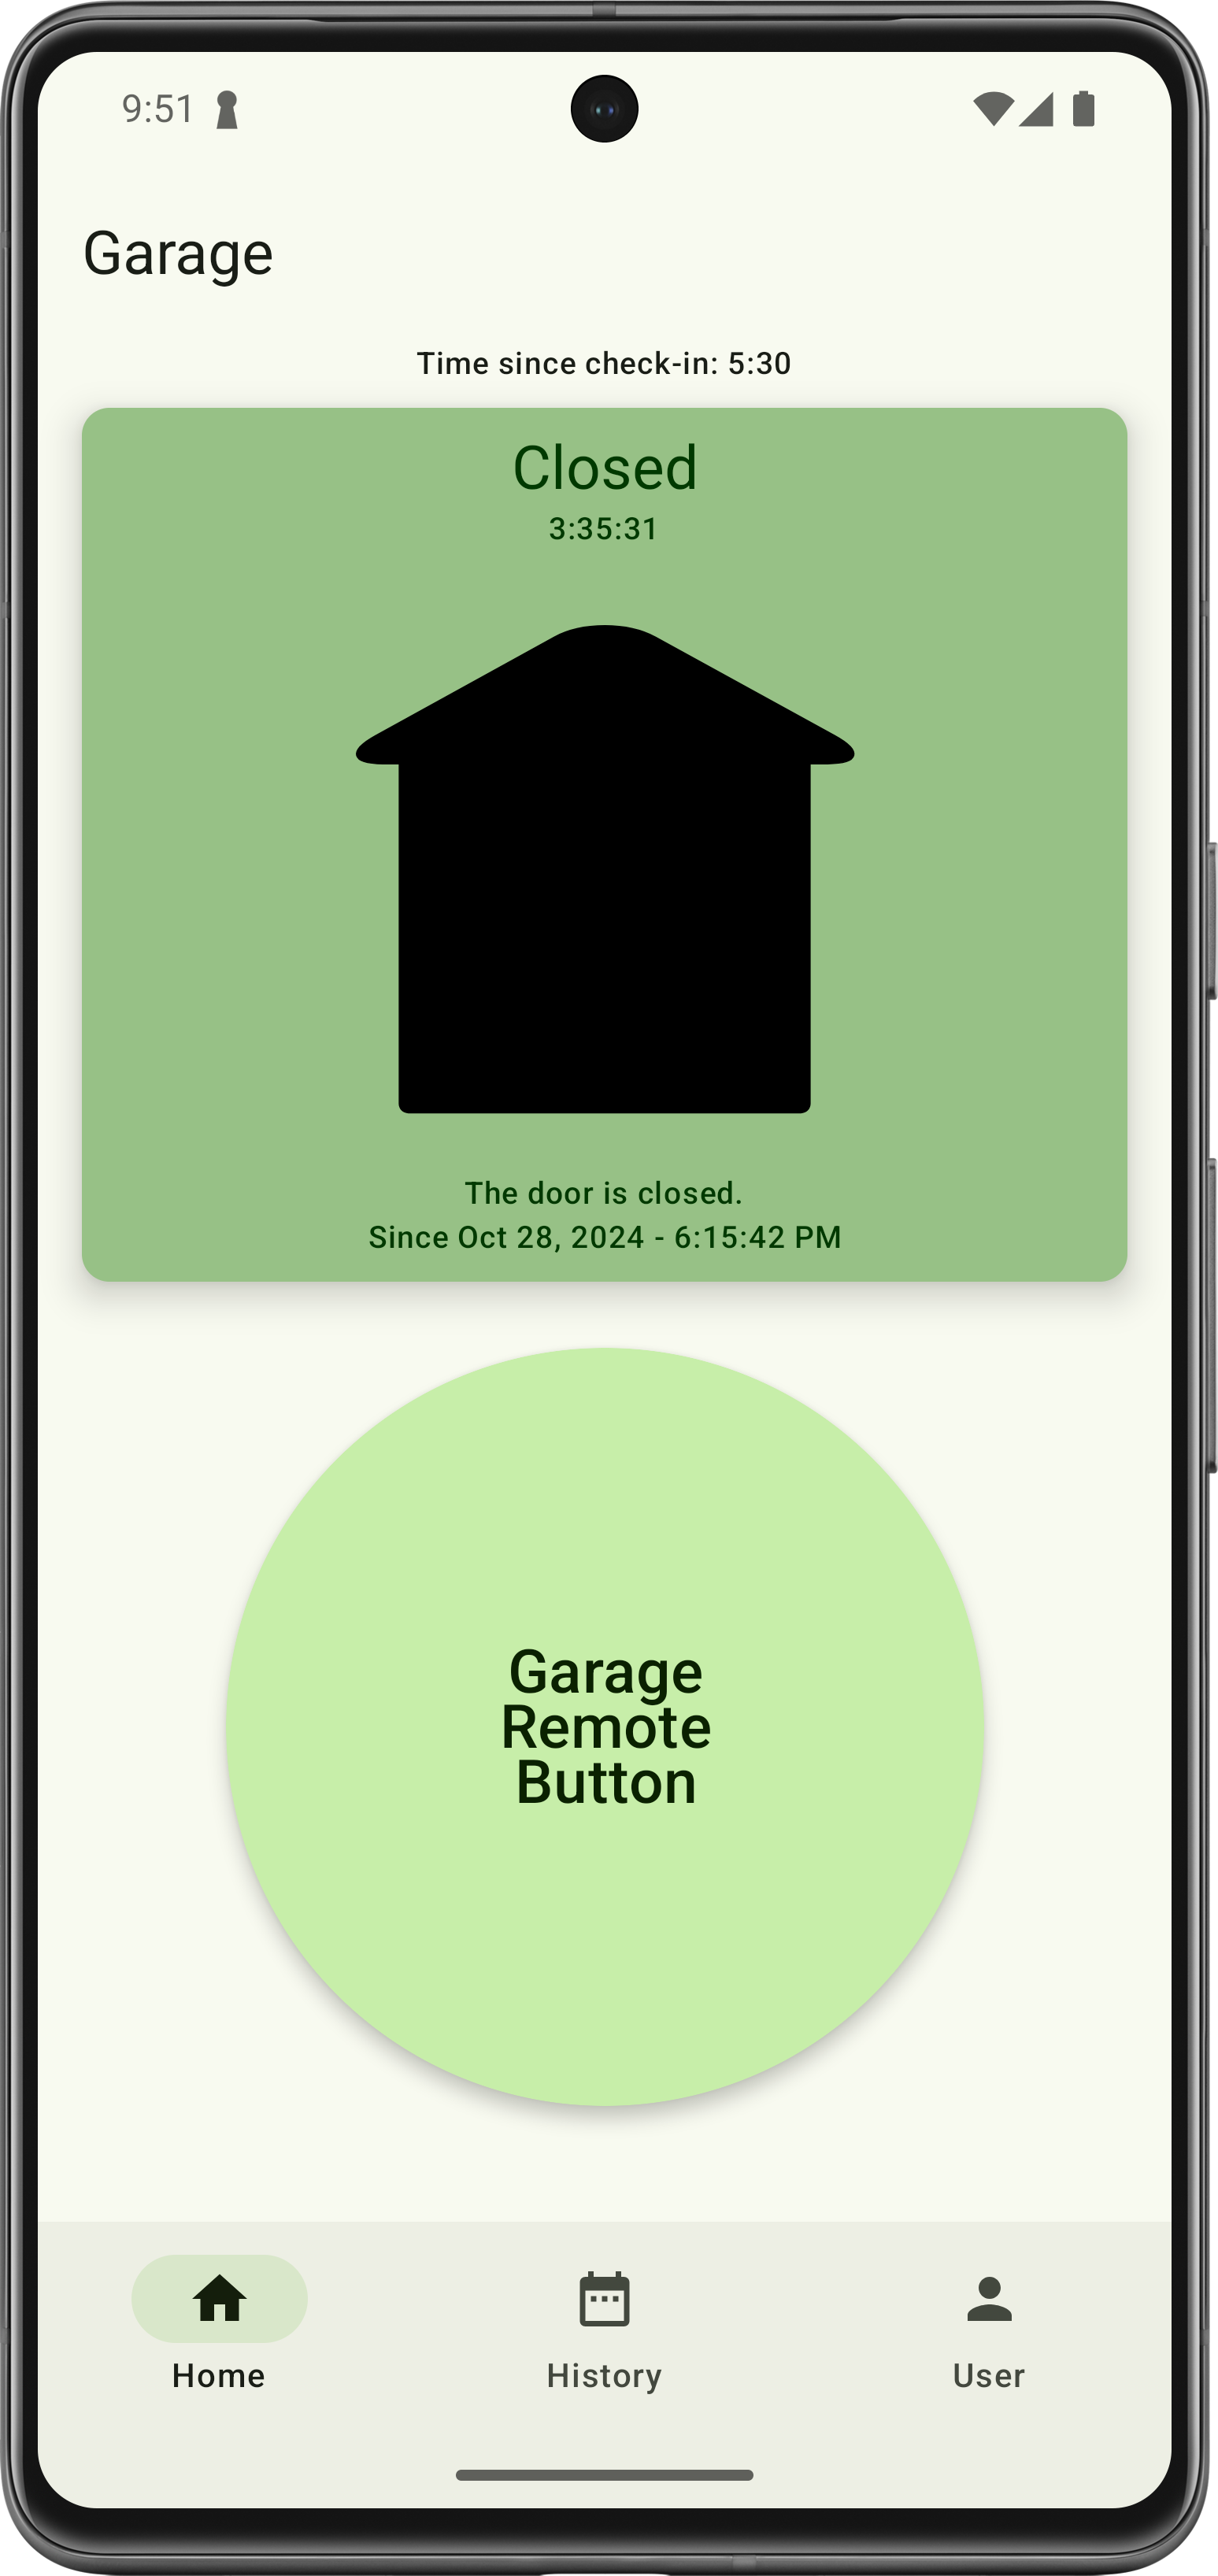 9:51
Garage
Time since check-in: 5:30
Closed
3:35:31
The door is closed.
Since Oct 28, 2024 - 6:15:42 PM
Garage
Remote
Button
Home
History
User